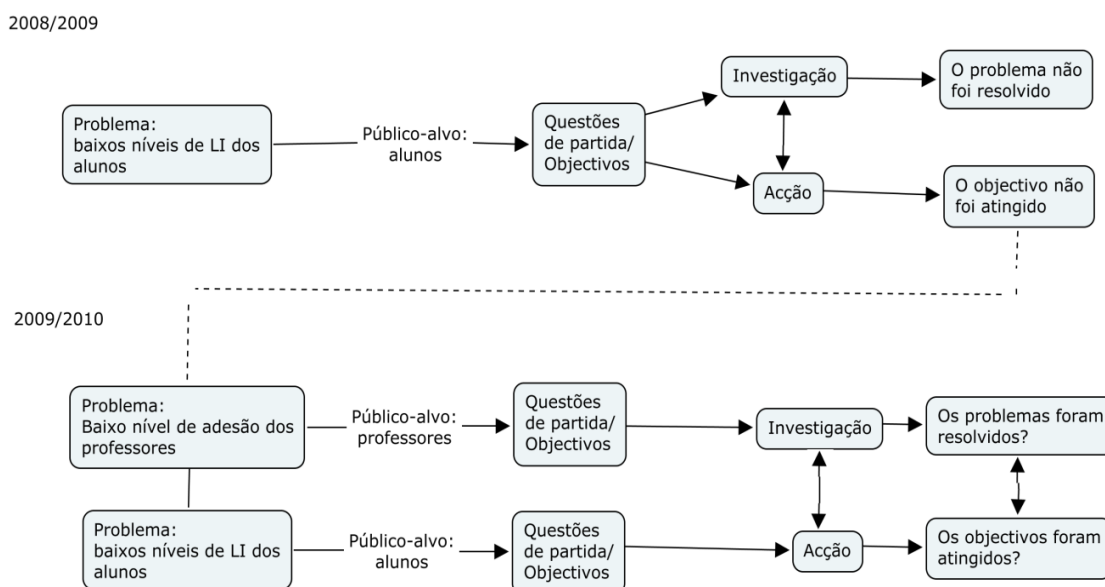 2008/2009
Problema:
baixos níveis de LI dos
alunos
Público-alvo:
alunos
Questões
de partida/
Objectivos
Investigação
Acção
O problema não
foi resolvido
O objectivo não
foi atingido
2009/2010
Problema:
Baixo nível de adesão dos
professores
Público-alvo:
professores
Questões
de partida/
Objectivos
Investigação
Os problemas foram
resolvidos?
Problema:
baixos níveis de LI dos
alunos
Público-alvo:
alunos
Questões
de partida/
Objectivos
Acção
Os objectivos foram
atingidos?